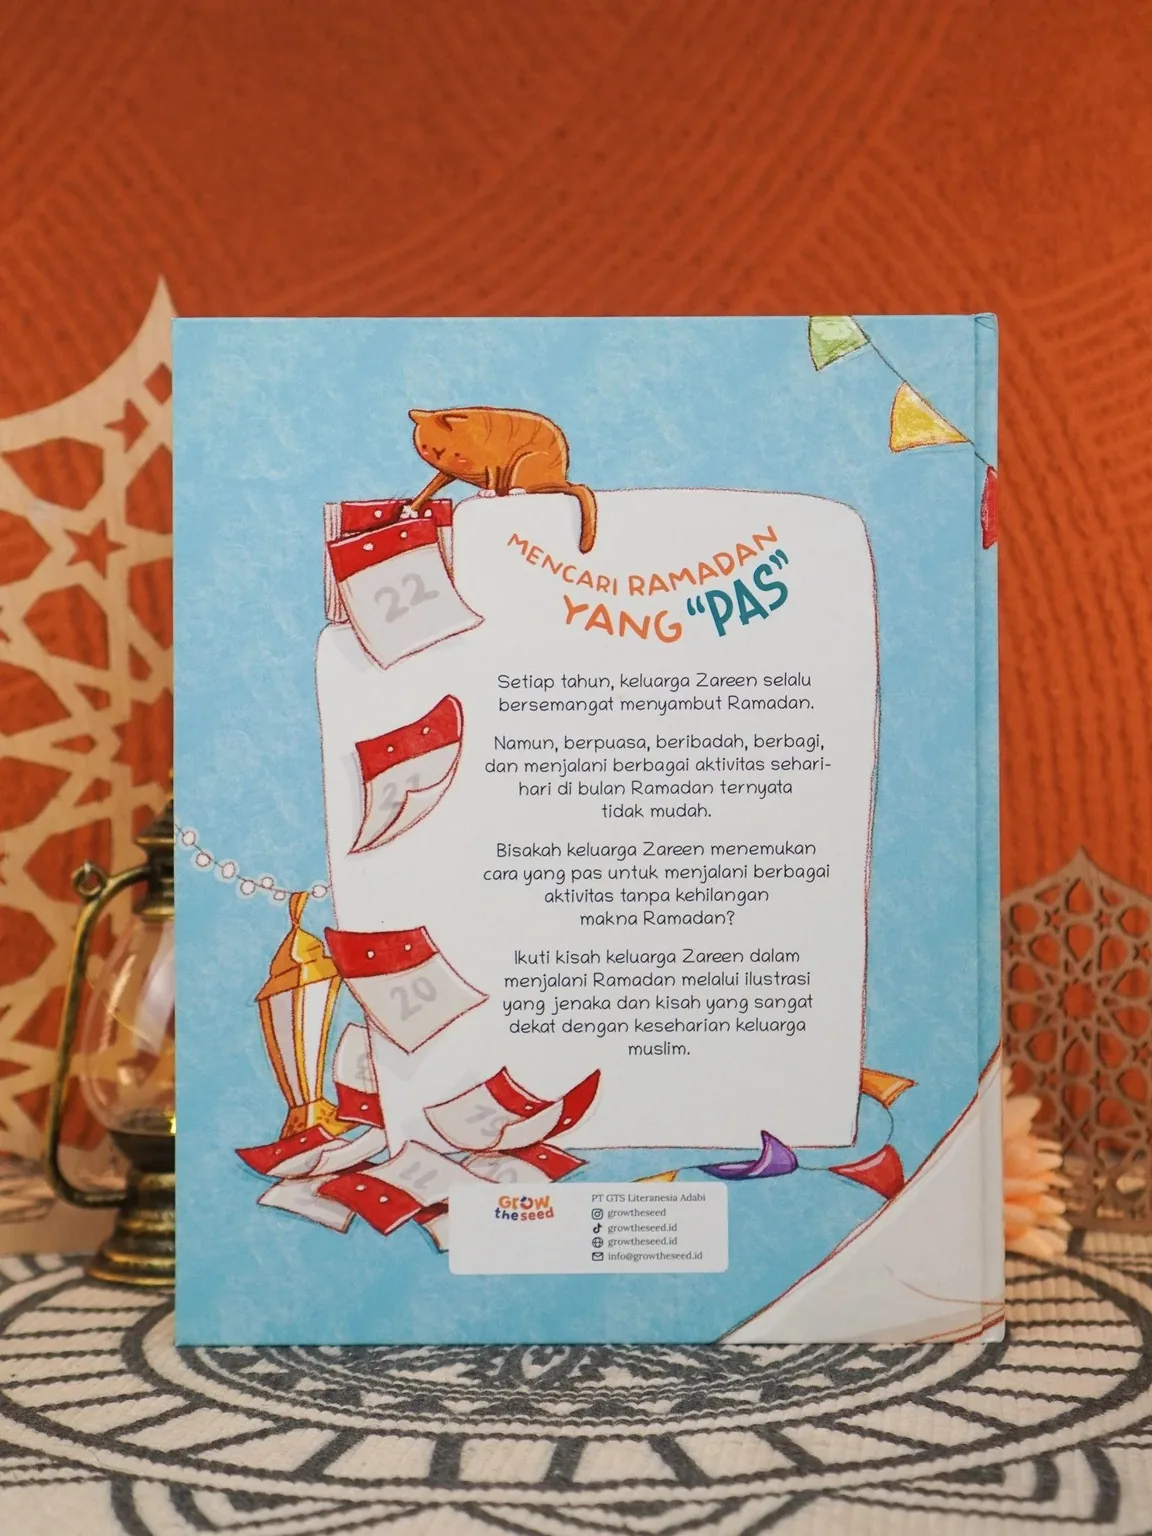 22
MENCARI RAMADAN
YANG “PAS”
Setiap tahun, keluarga Zareen selalu
bersemangat menyambut Ramadan.
Namun, berpuasa, beribadah, berbagi,
dan menjalani berbagai aktivitas sehari-
hari di bulan Ramadan ternyata
tidak mudah.
21
Bisakah keluarga Zareen menemukan
cara yang pas untuk menjalani berbagai
aktivitas tanpa kehilangan
makna Ramadan?
Ikuti kisah keluarga Zareen dalam
menjalani Ramadan melalui ilustrasi
yang jenaka dan kisah yang sangat
dekat dengan keseharian keluarga
muslim.
20
19
11
GROW
the seed
PT GTS Literanesia Adabi
growtheseed
growtheseed.id
growtheseed.id
info@growtheseed.id